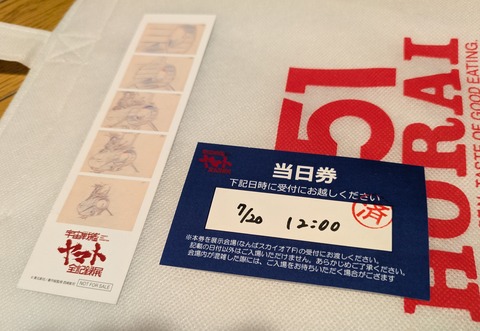 宇宙戦艦
ヤマト
全記録展
NOT FOR SALE
当日券
下記日時に受付にお越しください
7/20 12:00
済
※本券を展示会場(なんばスカイオ7F)の受付にお渡しください。
記載の日付以外はご入場いただけません。あらかじめご了承ください。
会場内が混雑した際には、ご入場をお待ちいただく場合がございます
51
HORAI
TASTE OF GOOD EATING.